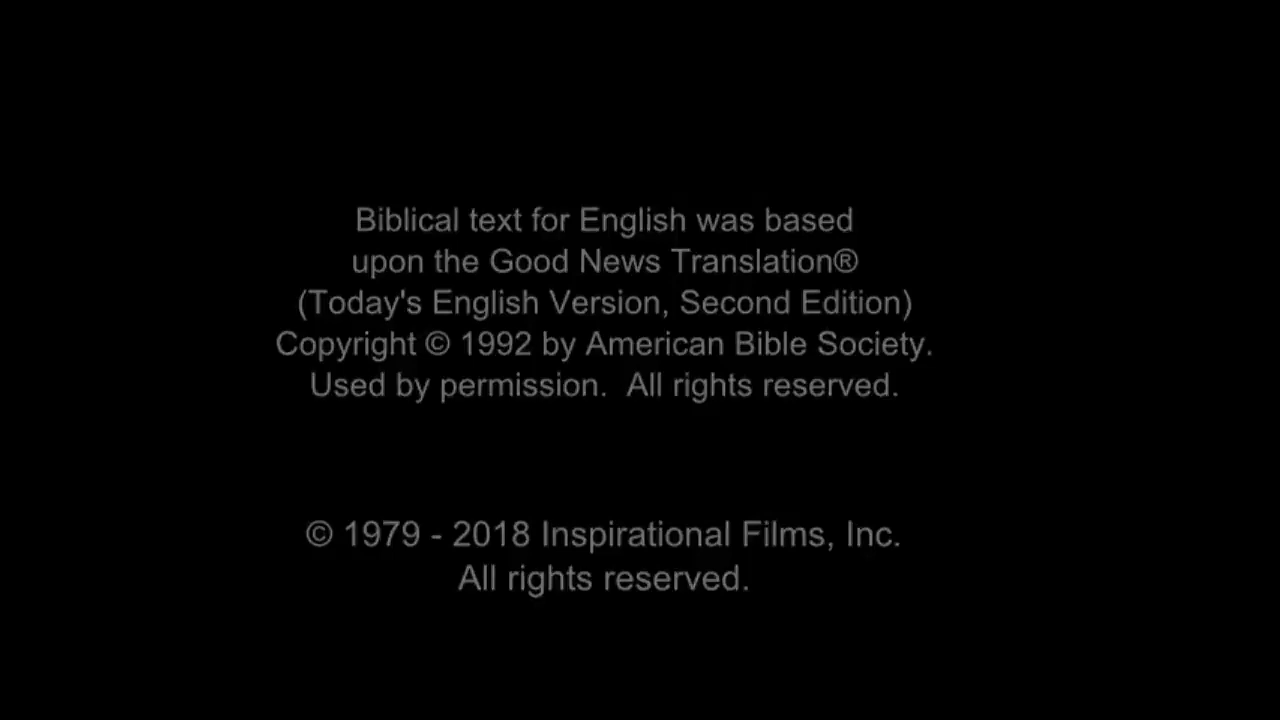 Biblical text for English was based
upon the Good News Translation®
(Today's English Version, Second Edition)
Copyright © 1992 by American Bible Society.
Used by permission.  All rights reserved.
© 1979 - 2018 Inspirational Films, Inc.
All rights reserved.